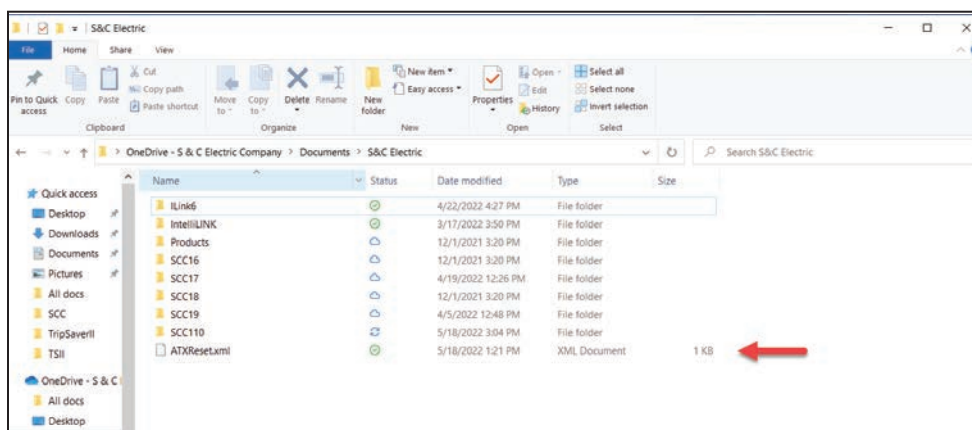 S&C Electric
File Home Share View
Pin to Quick access
Copy
Paste
Cut
Copy path
Paste shortcut
Clipboard
Move to
Copy to
Delete
Rename
Organize
New folder
New item
Easy access
New
Properties
Open
Edit
History
Open
Select all
Select none
Invert selection
Select
OneDrive - S & C Electric Company > Documents > S&C Electric
Search S&C Electric
Quick access
Desktop
Downloads
Documents
Pictures
All docs
SCC
TripSaverII
TSII
OneDrive - S & C
All docs
Desktop
Name Status Date modified Type Size
ILink6 4/22/2022 4:27 PM File folder
IntelliLINK 3/17/2022 3:50 PM File folder
Products 12/1/2021 3:20 PM File folder
SCC16 12/1/2021 3:20 PM File folder
SCC17 4/19/2022 12:26 PM File folder
SCC18 12/1/2021 3:20 PM File folder
SCC19 4/5/2022 12:48 PM File folder
SCC110 5/18/2022 3:04 PM File folder
ATXReset.xml 5/18/2022 1:21 PM XML Document 1 KB